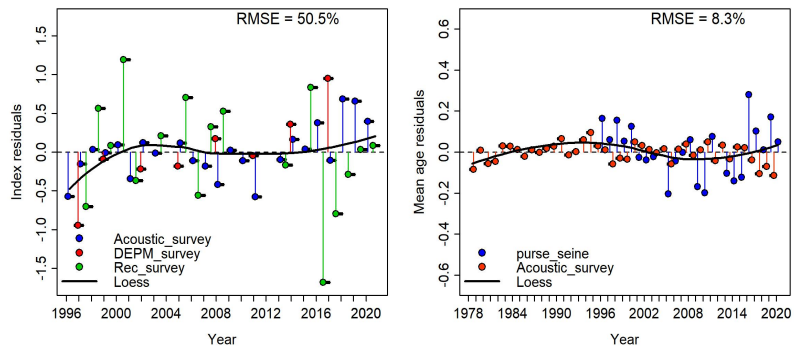 RMSE = 50.5%
Index residuals
1.5
1.0
0.5
0.0
-0.5
-1.0
-1.5
Acoustic_survey
DEPM_survey
Rec_survey
Loess
1996 2000 2004 2008 2012 2016 2020
Year
RMSE = 8.3%
Mean age residuals
0.6
0.4
0.2
0.0
-0.2
-0.4
-0.6
purse_seine
Acoustic_survey
Loess
1978 1984 1990 1996 2002 2008 2014 2020
Year